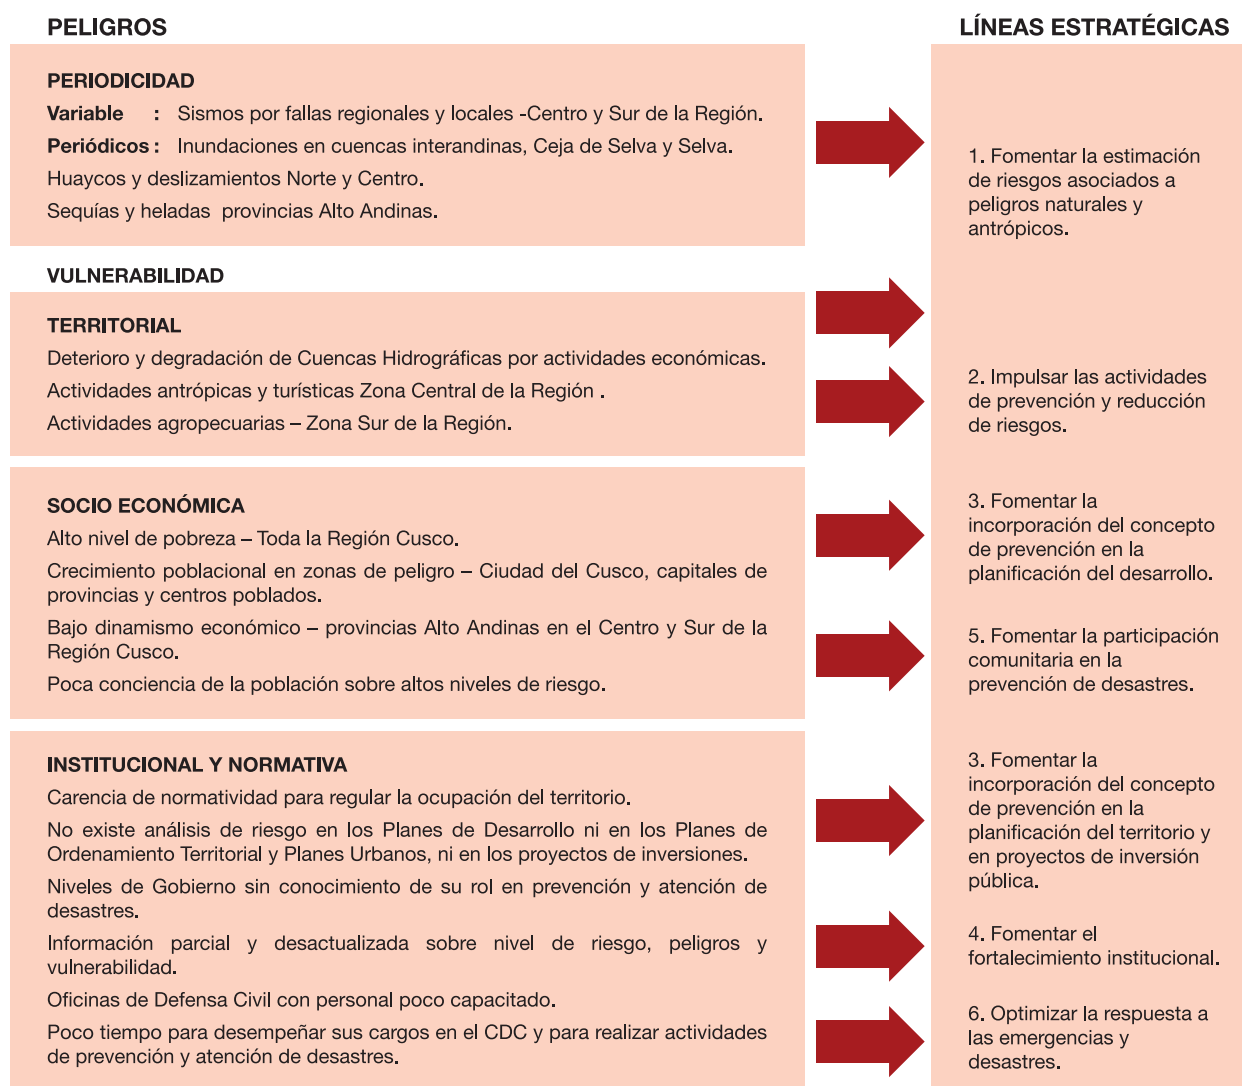 PELIGROS
PERIODICIDAD
Variable : Sismos por fallas regionales y locales -Centro y Sur de la Región.
Periódicos : Inundaciones en cuencas interandinas, Ceja de Selva y Selva.
Huaycos y deslizamientos Norte y Centro.
Sequías y heladas provincias Alto Andinas.
VULNERABILIDAD
TERRITORIAL
Deterioro y degradación de Cuencas Hidrográficas por actividades económicas.
Actividades antrópicas y turísticas Zona Central de la Región .
Actividades agropecuarias – Zona Sur de la Región.
SOCIO ECONÓMICA
Alto nivel de pobreza – Toda la Región Cusco.
Crecimiento poblacional en zonas de peligro – Ciudad del Cusco, capitales de
provincias y centros poblados.
Bajo dinamismo económico – provincias Alto Andinas en el Centro y Sur de la
Región Cusco.
Poca conciencia de la población sobre altos niveles de riesgo.
INSTITUCIONAL Y NORMATIVA
Carencia de normatividad para regular la ocupación del territorio.
No existe análisis de riesgo en los Planes de Desarrollo ni en los Planes de
Ordenamiento Territorial y Planes Urbanos, ni en los proyectos de inversiones.
Niveles de Gobierno sin conocimiento de su rol en prevención y atención de
desastres.
Información parcial y desactualizada sobre nivel de riesgo, peligros y
vulnerabilidad.
Oficinas de Defensa Civil con personal poco capacitado.
Poco tiempo para desempeñar sus cargos en el CDC y para realizar actividades
de prevención y atención de desastres.
LÍNEAS ESTRATÉGICAS
1. Fomentar la estimación
de riesgos asociados a
peligros naturales y
antrópicos.
2. Impulsar las actividades
de prevención y reducción
de riesgos.
3. Fomentar la
incorporación del concepto
de prevención en la
planificación del desarrollo.
5. Fomentar la participación
comunitaria en la
prevención de desastres.
3. Fomentar la
incorporación del concepto
de prevención en la
planificación del territorio y
en proyectos de inversión
pública.
4. Fomentar el
fortalecimiento institucional.
6. Optimizar la respuesta a
las emergencias y
desastres.